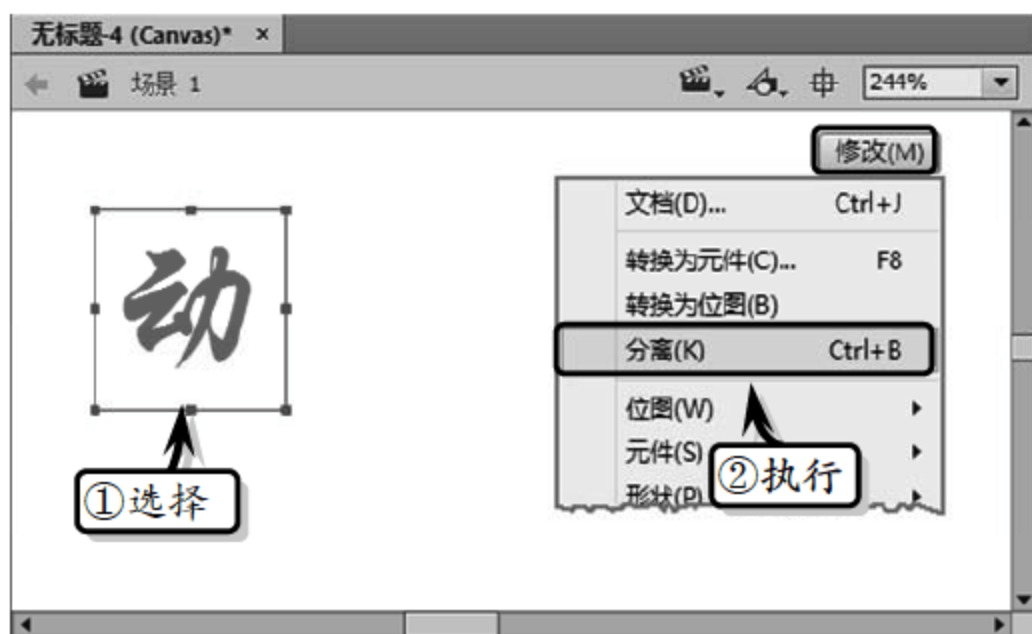 无标题-4 (Canvas)* ×
场景 1
244%
修改(M)
文档(D)... Ctrl+J
转换为元件(C)... F8
转换为位图(B)
分离(K) Ctrl+B
位图(W)
元件(S)
形状(P)
动
①选择
②执行